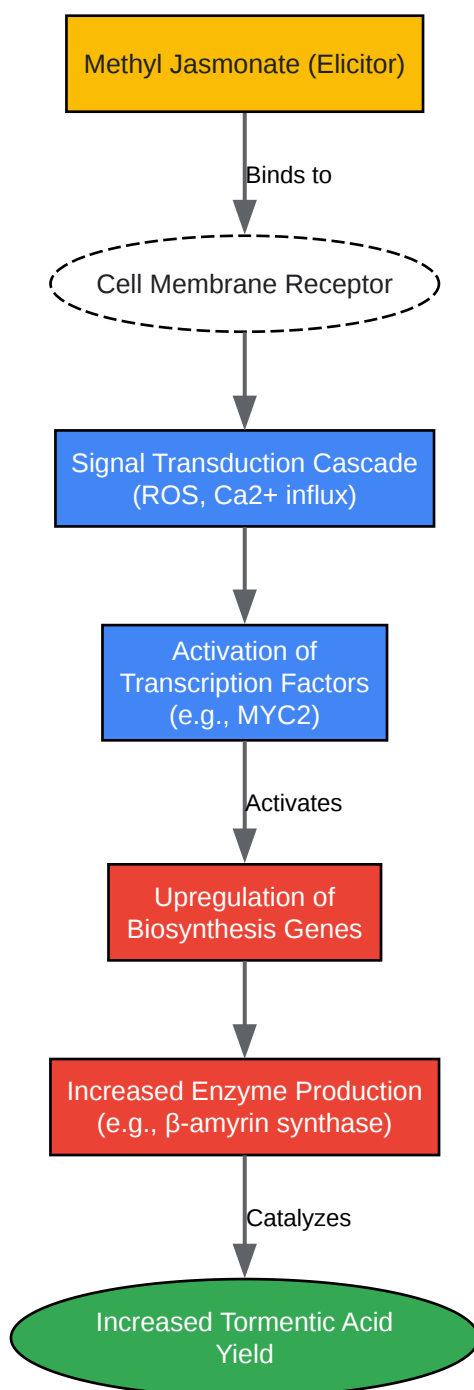 Methyl Jasmonate (Elicitor)
Binds to
Cell Membrane Receptor
Signal Transduction Cascade
(ROS, Ca2+ influx)
Activation of
Transcription Factors
(e.g., MYC2)
Activates
Upregulation of
Biosynthesis Genes
Increased Enzyme Production
(e.g., β-amyrin synthase)
Catalyzes
Increased Tormentic Acid
Yield